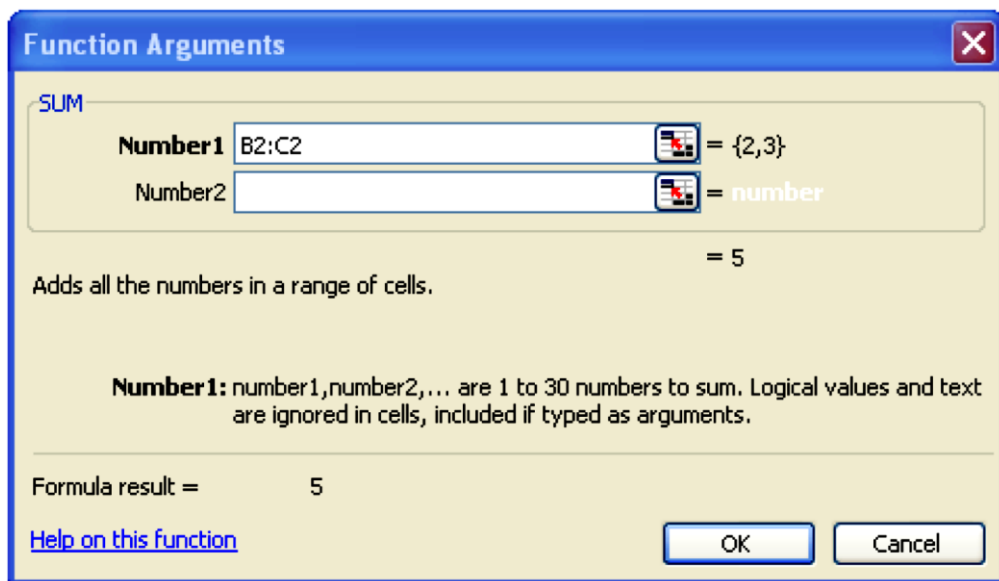 Function Arguments
SUM
Number1 B2:C2 = {2,3}
Number2 = number
= 5
Adds all the numbers in a range of cells.
Number1: number1,number2,... are 1 to 30 numbers to sum. Logical values and text
are ignored in cells, included if typed as arguments.
Formula result = 5
Help on this function
OK Cancel